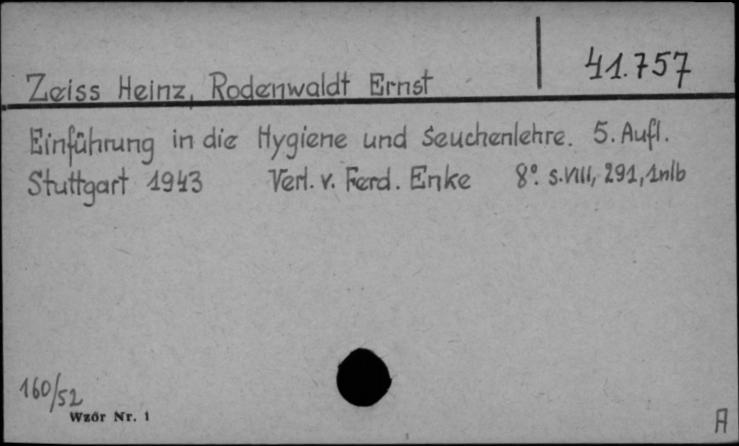 41.757
Zeiss Heinz, Rodenwaldt Ernst
Einführung in die Hygiene und Seuchenlehre. 5. Aufl.
Stuttgart 1943 Verl. v. Ferd. Enke 8° s. VIII, 291, 1nlb
160/52
Wzór Nr. 1
A